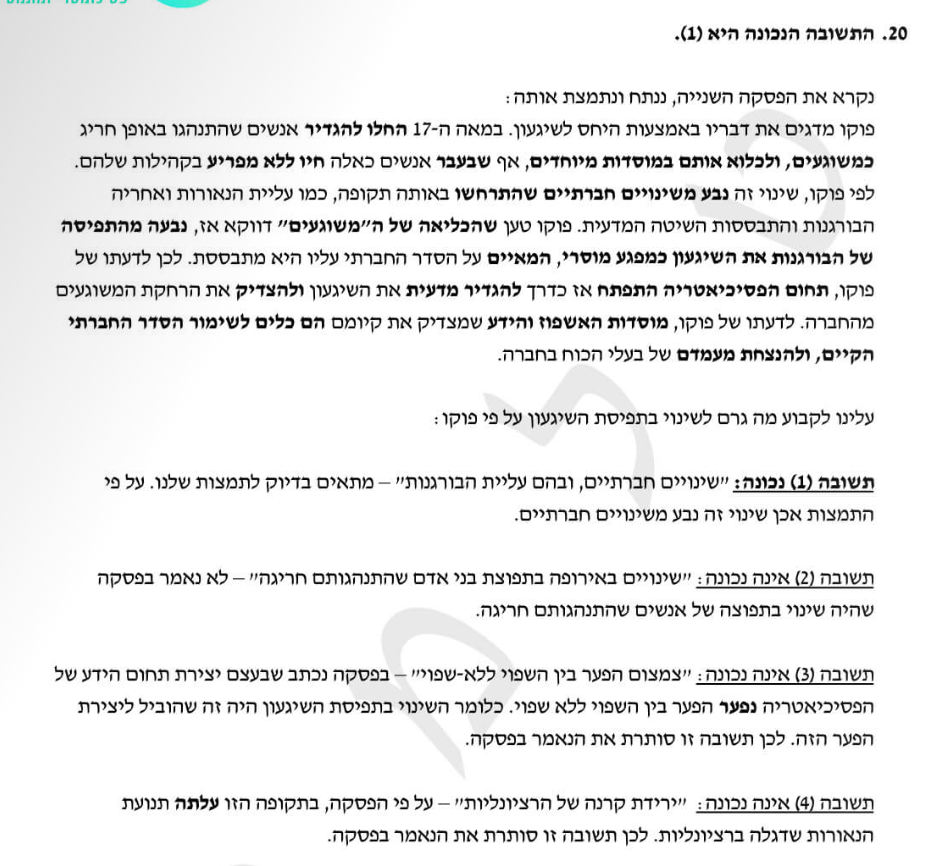 20. התשובה הנכונה היא (1).
נקרא את הפסקה השנייה, ננתח ונתמצת אותה:
פוקו מדגים את דבריו באמצעות היחס לשיגעון. במאה ה-17 החלו להגדיר אנשים שהתנהגו באופן חריג
כמשוגעים, ולכלוא אותם במוסדות מיוחדים, אף שבעבר אנשים כאלה חיו ללא מפריע בקהילות שלהם.
לפי פוקו, שינוי זה נבע משינויים חברתיים שהתרחשו באותה תקופה, כמו עליית הנאורות ואחריה
הבורגנות והתבססות השיטה המדעית. פוקו טען שהכליאה של ה"משוגעים" דווקא אז, נבעה מהתפיסה
של הבורגנות את השיגעון כמפגע מוסרי, המאיים על הסדר החברתי עליו היא מתבססת. לכן לדעתו של
פוקו, תחום הפסיכיאטריה התפתח אז כדרך להגדיר מדעית את השיגעון ולהצדיק את הרחקת המשוגעים
מהחברה. לדעתו של פוקו, מוסדות האשפוז והידע שמצדיק את קיומם הם כלים לשימור הסדר החברתי
הקיים, ולהנצחת מעמדם של בעלי הכוח בחברה.
עלינו לקבוע מה גרם לשינוי בתפיסת השיגעון על פי פוקו:
תשובה (1) נכונה: "שינויים חברתיים, ובהם עליית הבורגנות" – מתאים בדיוק לתמצות שלנו. על פי
התמצות אכן שינוי זה נבע משינויים חברתיים.
תשובה (2) אינה נכונה: "שינויים באירופה בתפוצת בני אדם שהתנהגותם חריגה" – לא נאמר בפסקה
שהיה שינוי בתפוצה של אנשים שהתנהגותם חריגה.
תשובה (3) אינה נכונה: "צמצום הפער בין השפוי ללא-שפוי" – בפסקה נכתב שבעצם יצירת תחום הידע של
הפסיכיאטריה נפער הפער בין השפוי ללא שפוי. כלומר השינוי בתפיסת השיגעון היה זה שהוביל ליצירת
הפער הזה. לכן תשובה זו סותרת את הנאמר בפסקה.
תשובה (4) אינה נכונה: "ירידת קרנה של הרציונליות" – על פי הפסקה, בתקופה הזו עלתה תנועת
הנאורות שדגלה ברציונליות. לכן תשובה זו סותרת את הנאמר בפסקה.